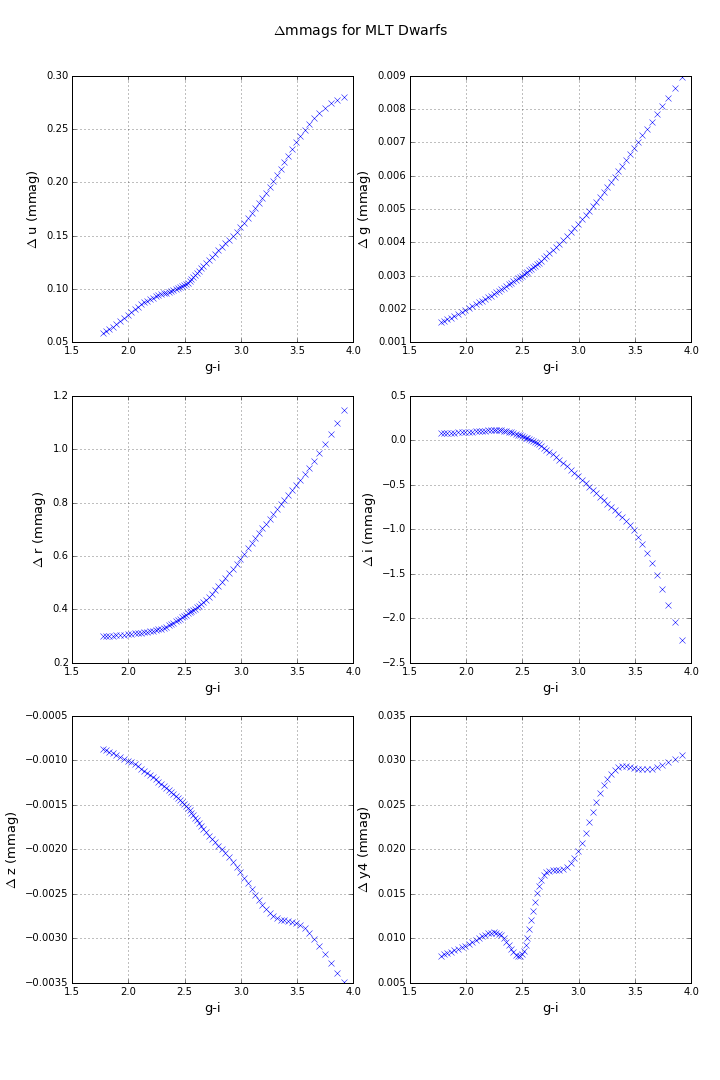 Δmmags for MLT Dwarfs
0.30
0.25
0.20
0.15
0.10
0.05
Δ u (mmag)
1.5 2.0 2.5 3.0 3.5 4.0
g-i
0.009
0.008
0.007
0.006
0.005
0.004
0.003
0.002
0.001
Δ g (mmag)
1.5 2.0 2.5 3.0 3.5 4.0
g-i
1.2
1.0
0.8
0.6
0.4
0.2
Δ r (mmag)
1.5 2.0 2.5 3.0 3.5 4.0
g-i
0.5
0.0
−0.5
−1.0
−1.5
−2.0
−2.5
Δ i (mmag)
1.5 2.0 2.5 3.0 3.5 4.0
g-i
−0.0005
−0.0010
−0.0015
−0.0020
−0.0025
−0.0030
−0.0035
Δ z (mmag)
1.5 2.0 2.5 3.0 3.5 4.0
g-i
0.035
0.030
0.025
0.020
0.015
0.010
0.005
Δ y4 (mmag)
1.5 2.0 2.5 3.0 3.5 4.0
g-i